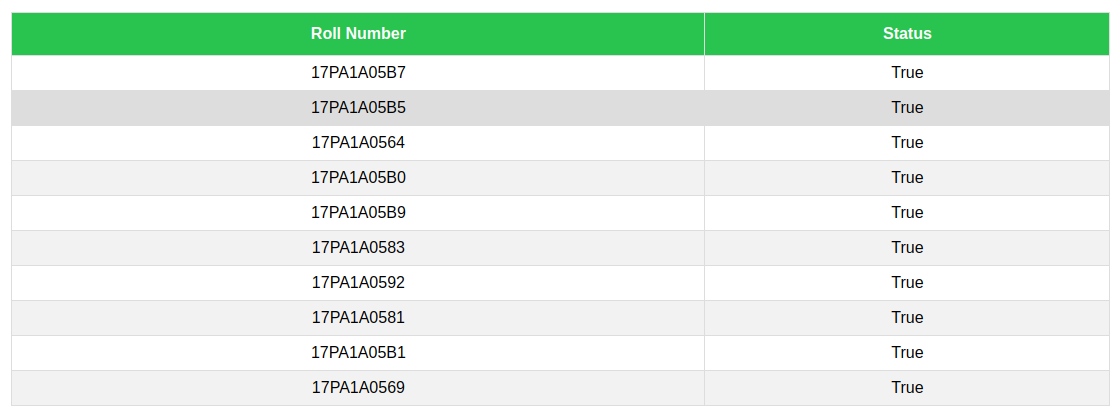 Roll Number Status
17PA1A05B7 True
17PA1A05B5 True
17PA1A0564 True
17PA1A05B0 True
17PA1A05B9 True
17PA1A0583 True
17PA1A0592 True
17PA1A0581 True
17PA1A05B1 True
17PA1A0569 True